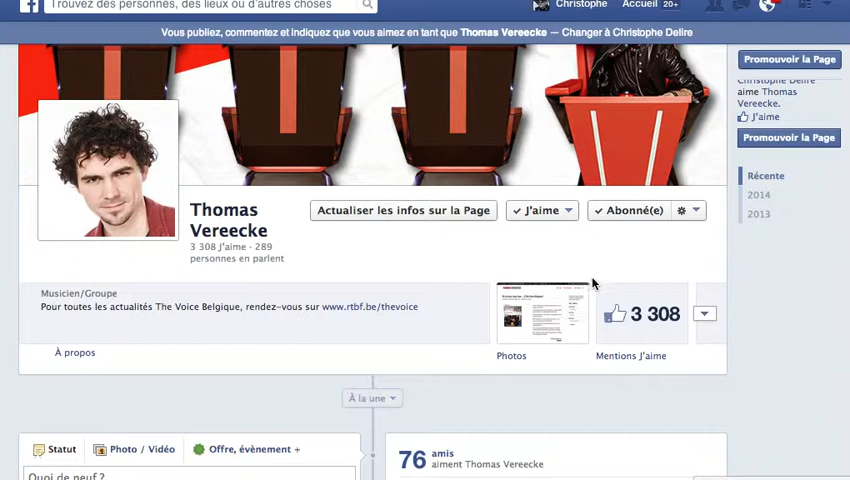 Trouvez des personnes, des lieux ou d'autres choses
Christophe
Accueil 20+
Vous publiez, commentez et indiquez que vous aimez en tant que Thomas Vereecke — Changer à Christophe Delire
Promouvoir la Page
Christophe Delire
aime Thomas
Vereecke.
J'aime
Promouvoir la Page
Récente
2014
2013
Thomas
Vereecke
3 308 J'aime · 289
personnes en parlent
Actualiser les infos sur la Page
J'aime
Abonné(e)
Musicien/Groupe
Pour toutes les actualités The Voice Belgique, rendez-vous sur www.rtbf.be/thevoice
À propos
3 308
Photos
Mentions J'aime
À la une
Statut
Photo / Vidéo
Offre, évènement +
Quoi de neuf ?
76 amis
aiment Thomas Vereecke